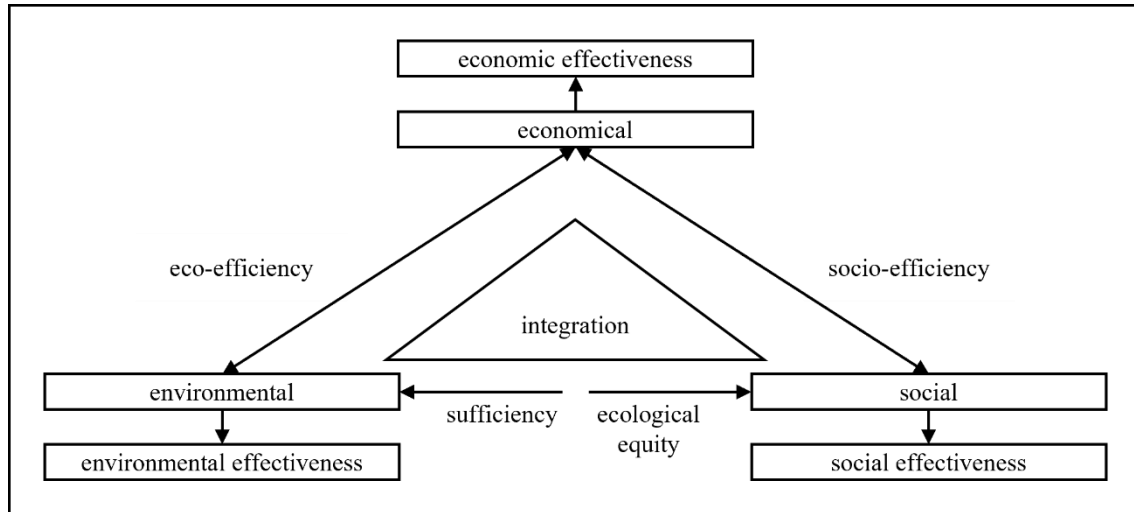 economic effectiveness
economical
eco-efficiency
socio-efficiency
integration
environmental
social
sufficiency
ecological
equity
environmental effectiveness
social effectiveness